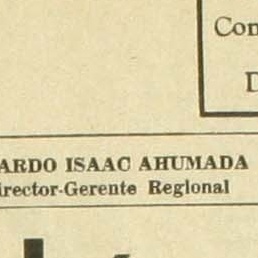 Con
ARDO ISAAC AHUMADA
irector-Gerente Regional